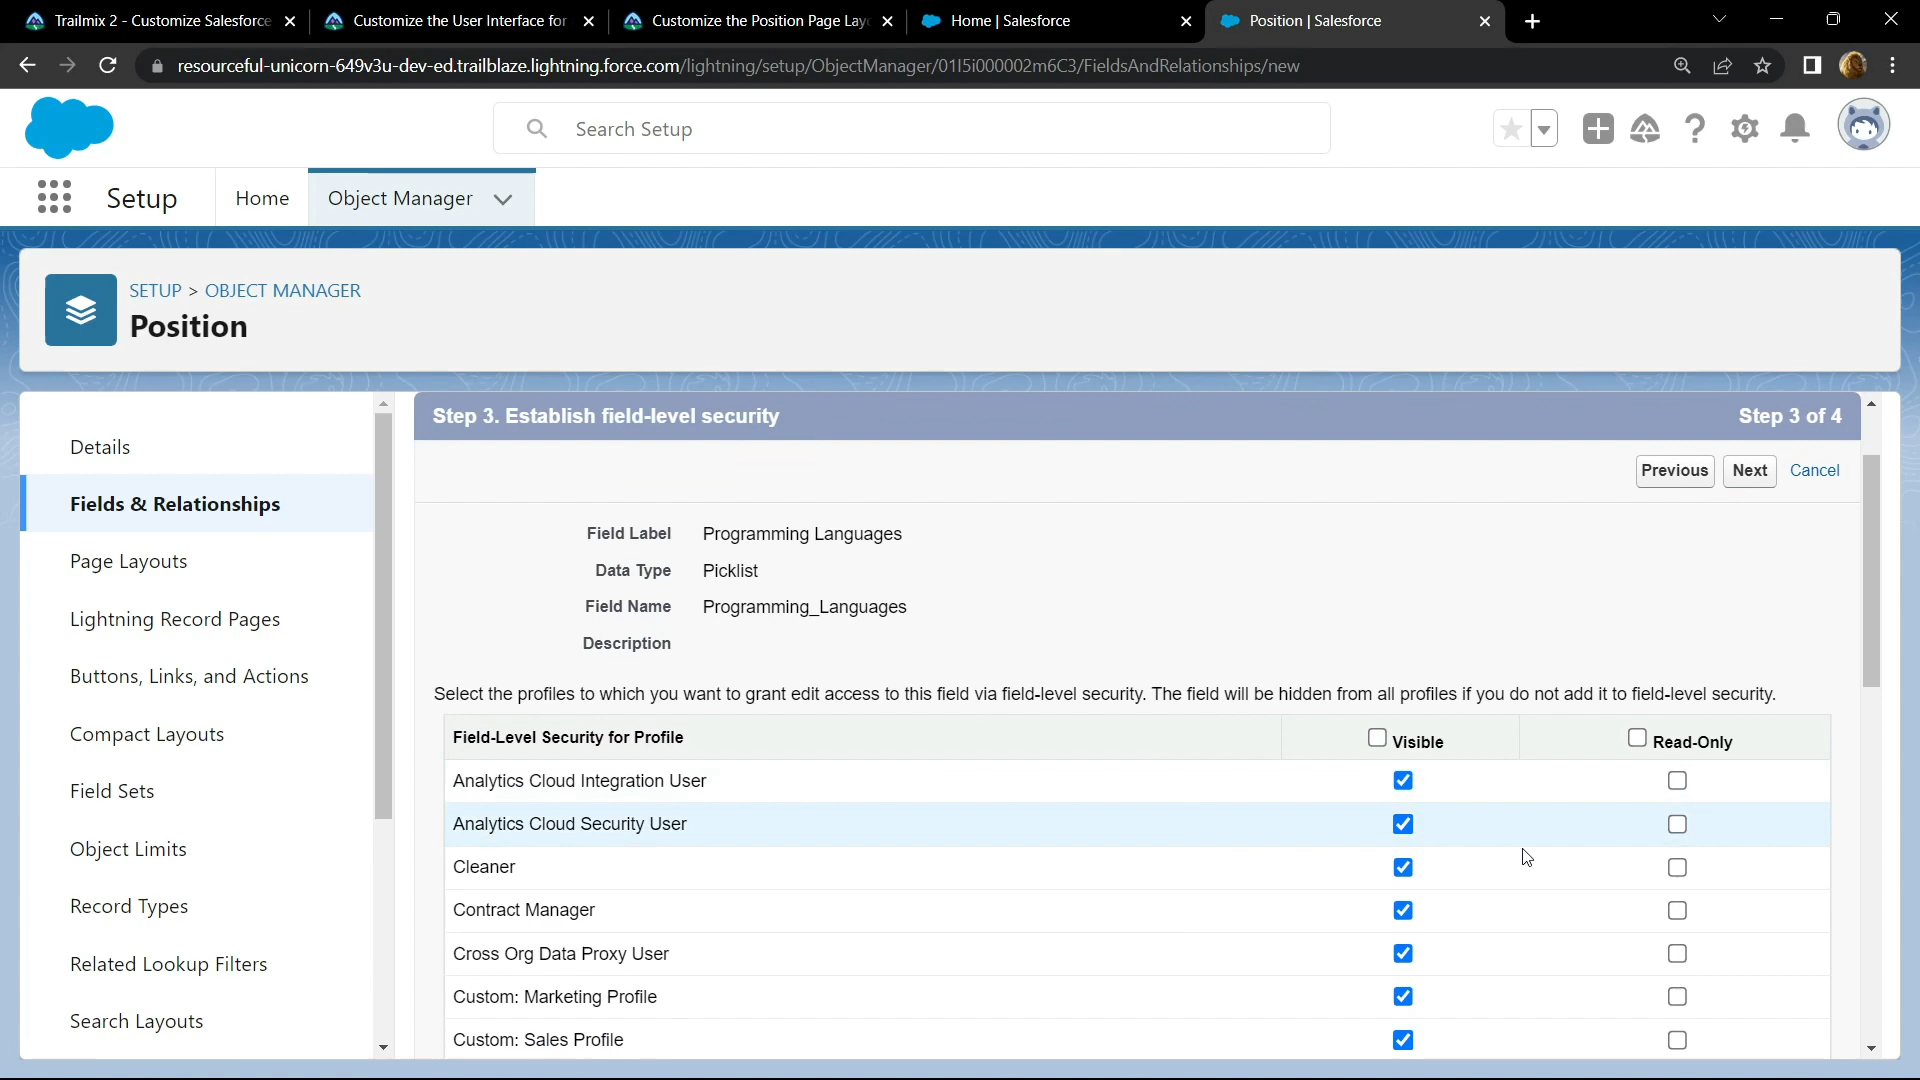 Trailmix 2 - Customize Salesforce
Customize the User Interface for
Customize the Position Page Lay
Home | Salesforce
Position | Salesforce
resourceful-unicorn-649v3u-dev-ed.trailblaze.lightning.force.com/lightning/setup/ObjectManager/01I5i000002m6C3/FieldsAndRelationships/new
Search Setup
Setup
Home
Object Manager
SETUP > OBJECT MANAGER
Position
Details
Fields & Relationships
Page Layouts
Lightning Record Pages
Buttons, Links, and Actions
Compact Layouts
Field Sets
Object Limits
Record Types
Related Lookup Filters
Search Layouts
Step 3. Establish field-level security
Step 3 of 4
Previous
Next
Cancel
Field Label Programming Languages
Data Type Picklist
Field Name Programming_Languages
Description
Select the profiles to which you want to grant edit access to this field via field-level security. The field will be hidden from all profiles if you do not add it to field-level security.
Field-Level Security for Profile Visible Read-Only
Analytics Cloud Integration User
Analytics Cloud Security User
Cleaner
Contract Manager
Cross Org Data Proxy User
Custom: Marketing Profile
Custom: Sales Profile